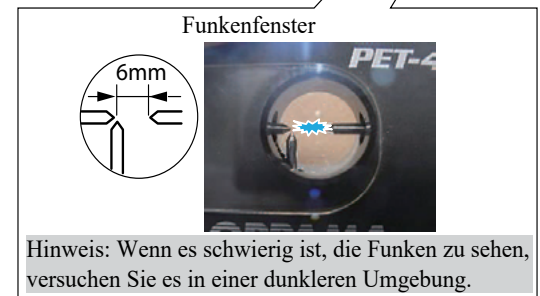 Funkenfenster
6mm
PET-4
Hinweis: Wenn es schwierig ist, die Funken zu sehen,
versuchen Sie es in einer dunkleren Umgebung.